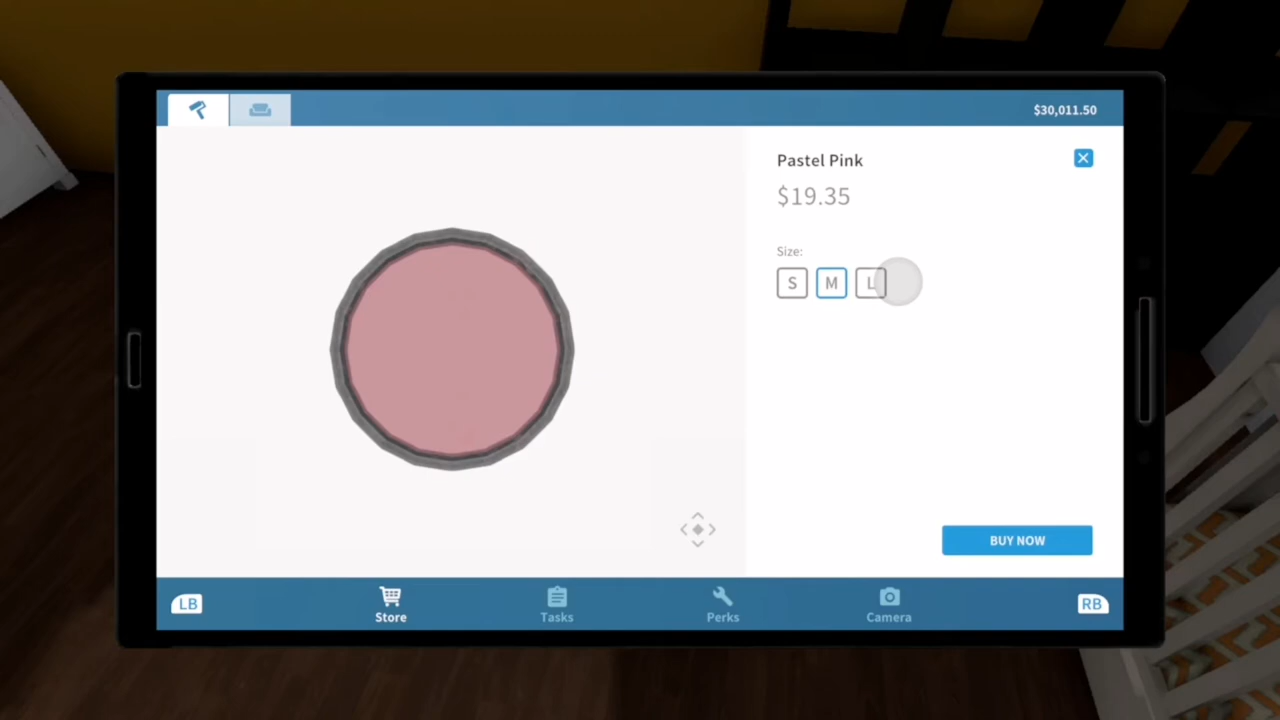 $30,011.50
Pastel Pink
$19.35
Size:
S M L
BUY NOW
LB Store Tasks Perks Camera RB